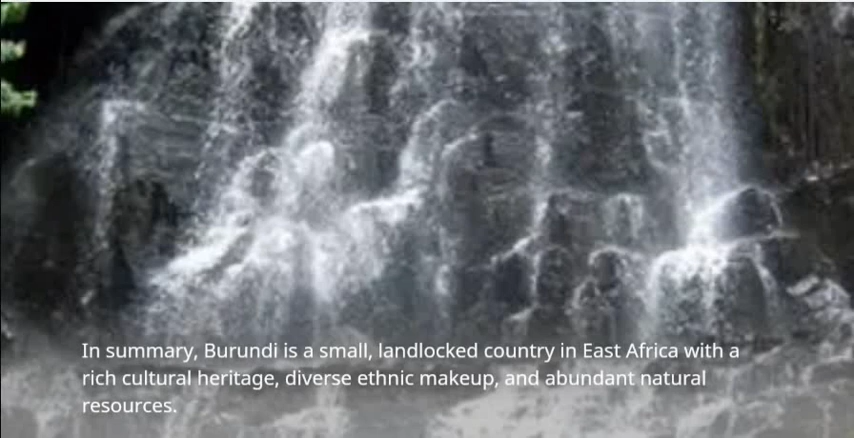 In summary, Burundi is a small, landlocked country in East Africa with a
rich cultural heritage, diverse ethnic makeup, and abundant natural
resources.